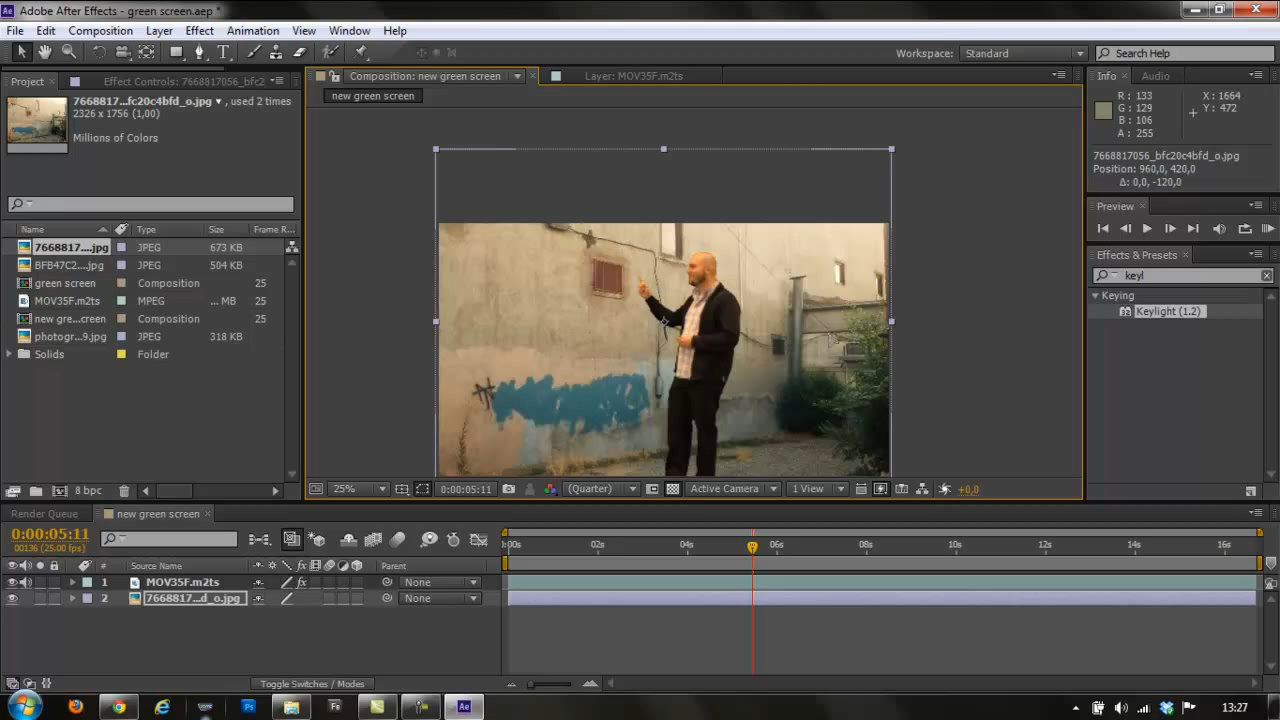 Adobe After Effects - green screen.aep *
File Edit Composition Layer Effect Animation View Window Help
Workspace: Standard Search Help
Project Effect Controls: 7668817056_bfc2 Composition: new green screen Layer: MOV35F.m2ts Info Audio
7668817...fc20c4bfd_o.jpg , used 2 times
2326 x 1756 (1,00)
Millions of Colors
new green screen
R : 133 X : 1664
G : 129 Y : 472
B : 106
A : 255
7668817056_bfc20c4bfd_o.jpg
Position: 960,0, 420,0
Δ: 0,0, -120,0
Preview
Effects & Presets
keyl
Keying
Keylight (1.2)
Name Type Size Frame R...
7668817....jpg JPEG 673 KB
BFB47C2....jpg JPEG 504 KB
green screen Composition 25
MOV35F.m2ts MPEG ... MB 25
new gre...creen Composition 25
photogr...9.jpg JPEG 318 KB
Solids Folder
8 bpc
25% 0:00:05:11 (Quarter) Active Camera 1 View +0,0
Render Queue new green screen
0:00:05:11
00136 (25.00 fps)
:00s 02s 04s 06s 08s 10s 12s 14s 16s
# Source Name Parent
1 MOV35F.m2ts None
2 7668817...d_o.jpg None
Toggle Switches / Modes
13:27